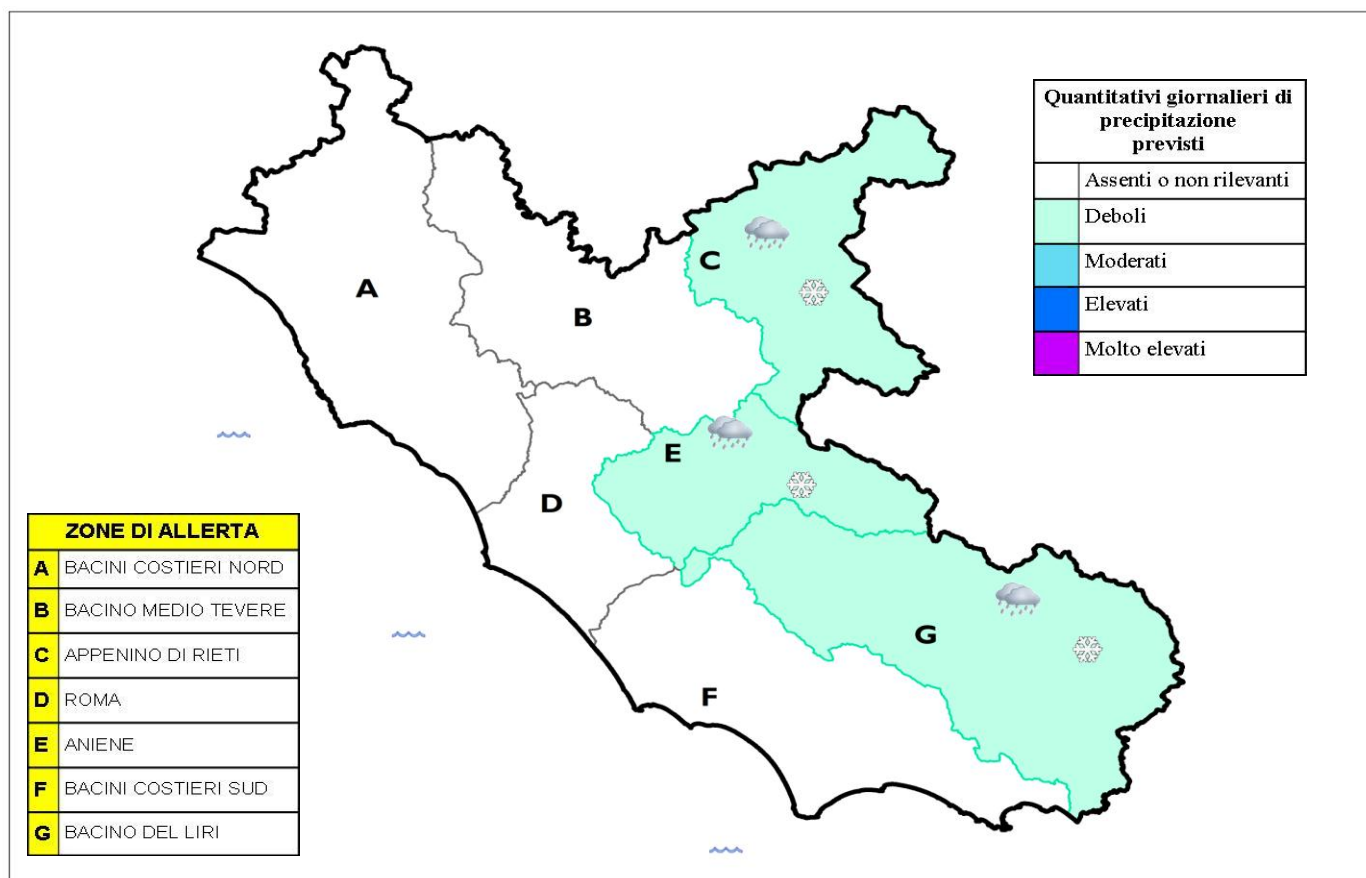 Quantitativi giornalieri di
precipitazione
previsti
Assenti o non rilevanti
Deboli
Moderati
Elevati
Molto elevati
A
B
C
D
E
F
G
ZONE DI ALLERTA
A BACINI COSTIERI NORD
B BACINO MEDIO TEVERE
C APPENINO DI RIETI
D ROMA
E ANIENE
F BACINI COSTIERI SUD
G BACINO DEL LIRI